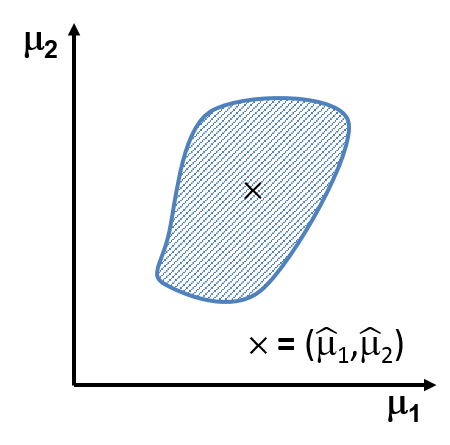 μ₂
× = (μ̂₁,μ̂₂)
μ₁